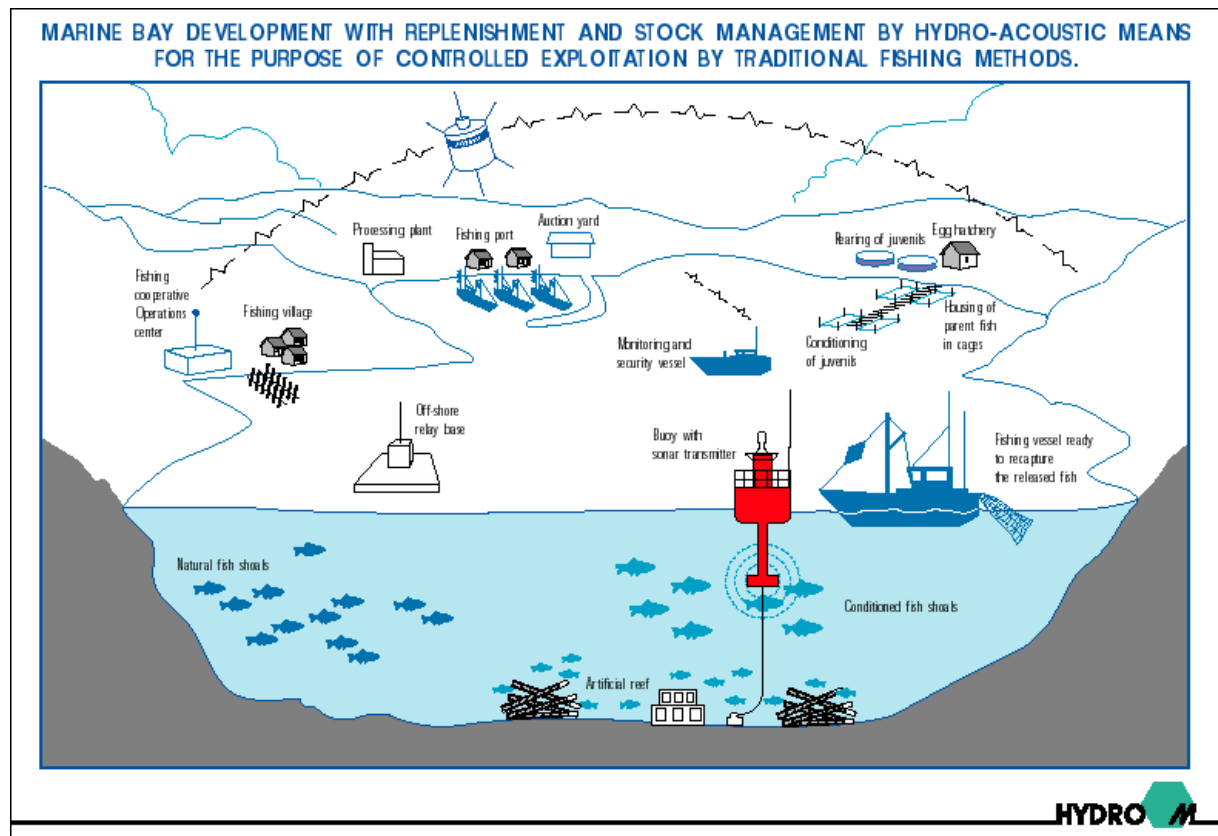 MARINE BAY DEVELOPMENT WITH REPLENISHMENT AND STOCK MANAGEMENT BY HYDRO-ACOUSTIC MEANS
FOR THE PURPOSE OF CONTROLLED EXPLOITATION BY TRADITIONAL FISHING METHODS.
Processing plant
Fishing port
Auction yard
Rearing of juvenils
Egg hatchery
Fishing
cooperative
Operations
center
Fishing village
Monitoring and
security vessel
Conditioning
of juvenils
Housing of
parent fish
in cages
Off-shore
relay base
Buoy with
sonar transmitter
Fishing vessel ready
to recapture
the released fish
Natural fish shoals
Conditioned fish shoals
Artificial reef
HYDRO M